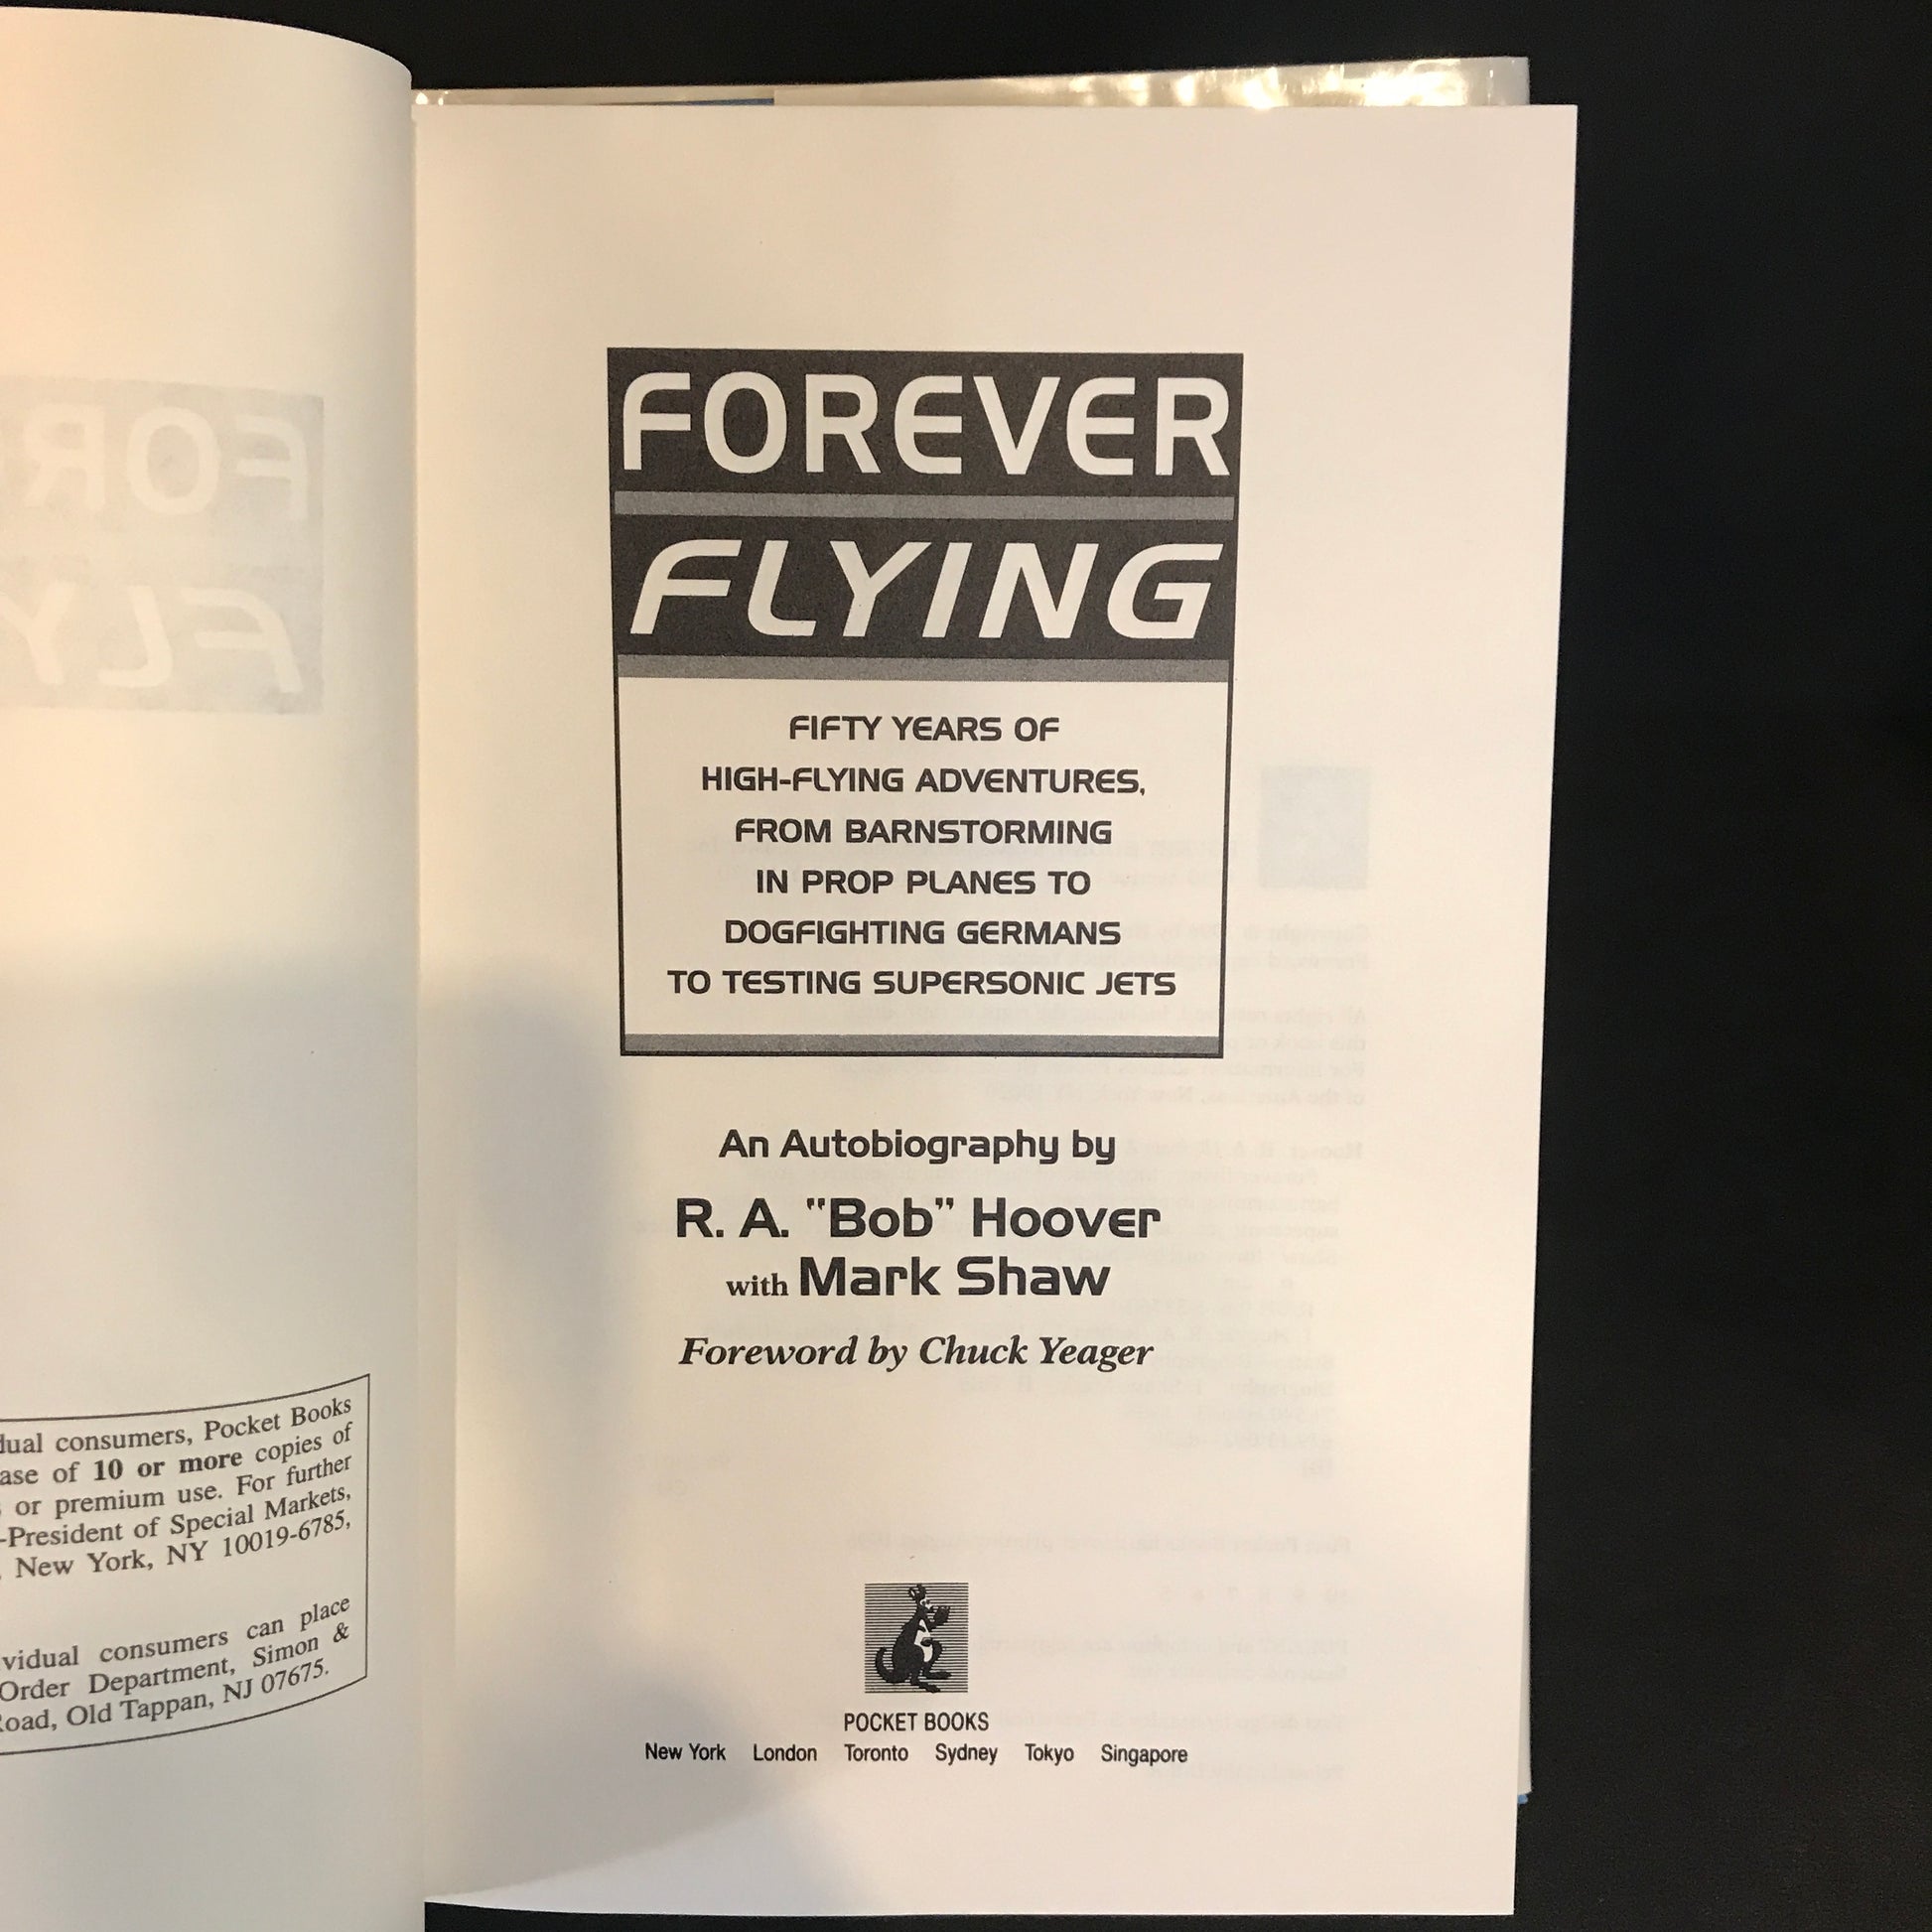 FOR
FLY
dual consumers, Pocket Books
ase of 10 or more copies of
or premium use. For further
-President of Special Markets,
New York, NY 10019-6785,
vidual consumers can place
Order Department, Simon &
Road, Old Tappan, NJ 07675.
FOREVER
FLYING
FIFTY YEARS OF
HIGH-FLYING ADVENTURES,
FROM BARNSTORMING
IN PROP PLANES TO
DOGFIGHTING GERMANS
TO TESTING SUPERSONIC JETS
An Autobiography by
R. A. "Bob" Hoover
with Mark Shaw
Foreword by Chuck Yeager
POCKET BOOKS
New York London Toronto Sydney Tokyo Singapore